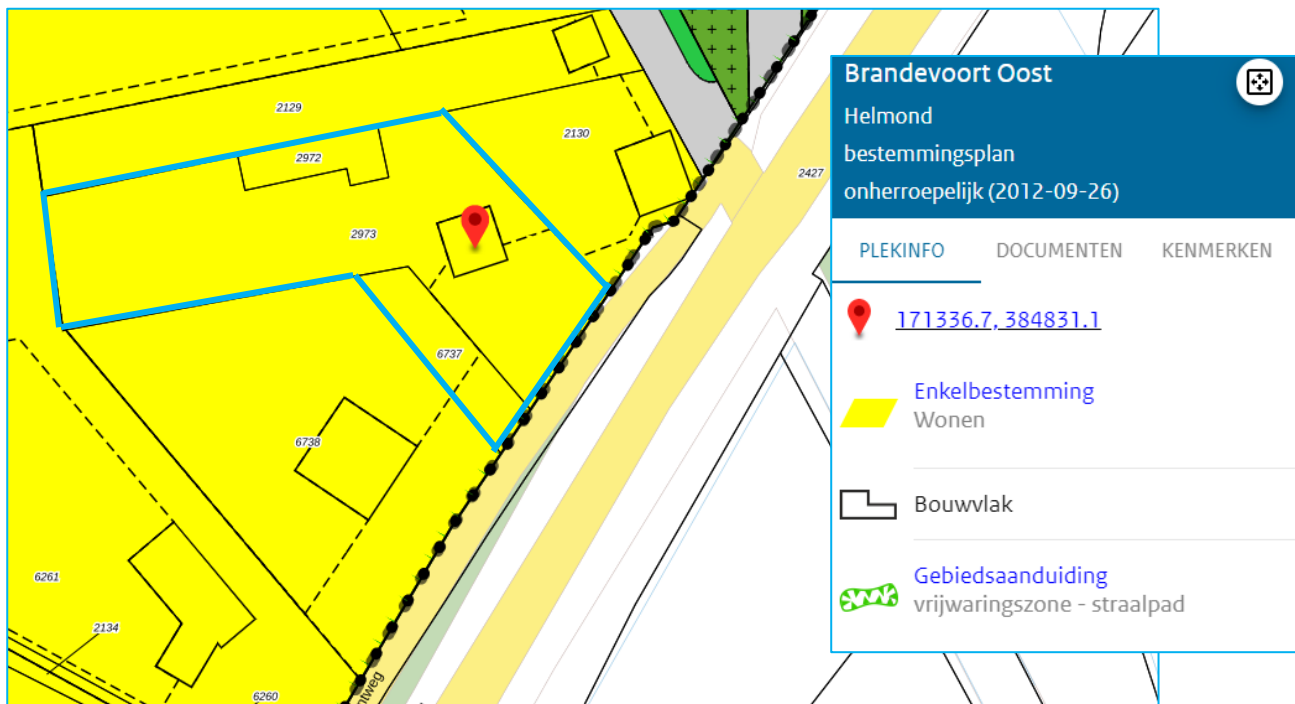 2129
2972
2130
2973
2427
6737
6738
6261
2134
6260
Brandevoort Oost
Helmond
bestemmingsplan
onherroepelijk (2012-09-26)
PLEKINFO DOCUMENTEN KENMERKEN
171336.7, 384831.1
Enkelbestemming
Wonen
Bouwvlak
Gebiedsaanduiding
vrijwaringszone - straalpad